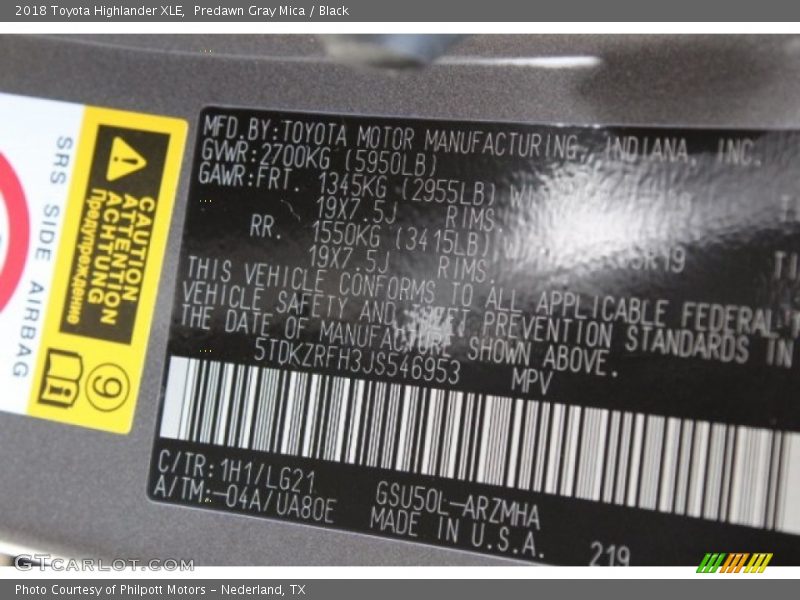 2018 Toyota Highlander XLE, Predawn Gray Mica / Black
SRS SIDE AIRBAG
CAUTION
ATTENTION
ACHTUNG
Предупреждение
9
MFD.BY:TOYOTA MOTOR MANUFACTURING, INDIANA, INC.
GVWR:2700KG (5950LB)
GAWR:FRT. 1345KG (2955LB)
19X7.5J RIMS.
RR. 1550KG (3415LB)
19X7.5J RIMS.
THIS VEHICLE CONFORMS TO ALL APPLICABLE FEDERAL
VEHICLE SAFETY AND PREVENTION STANDARDS IN
THE DATE OF MANUFACTURE SHOWN ABOVE.
5TDKZRFH3JS546953 MPV
C/TR:1H1/LG21
A/TM:-04A/UA80E
GSU50L-ARZMHA
MADE IN U.S.A.
219
GTCarLot.com
Photo Courtesy of Philpott Motors - Nederland, TX